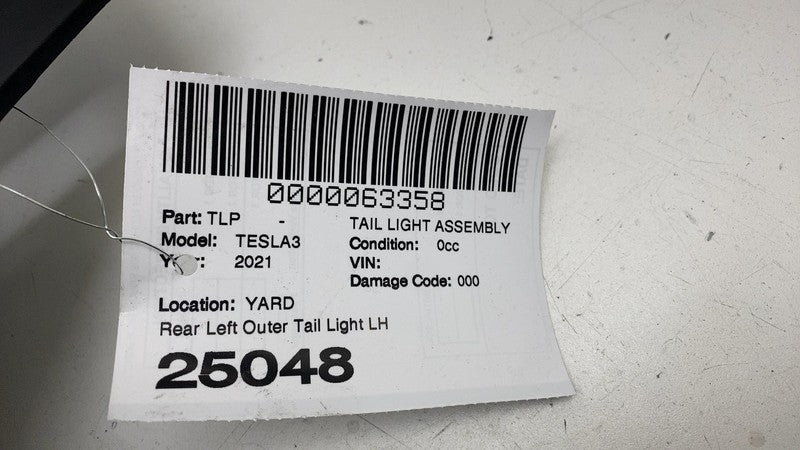 0000063358
Part: TLP - TAIL LIGHT ASSEMBLY
Model: TESLA3 Condition: 0cc
2021 VIN:
Damage Code: 000
Location: YARD
Rear Left Outer Tail Light LH
25048